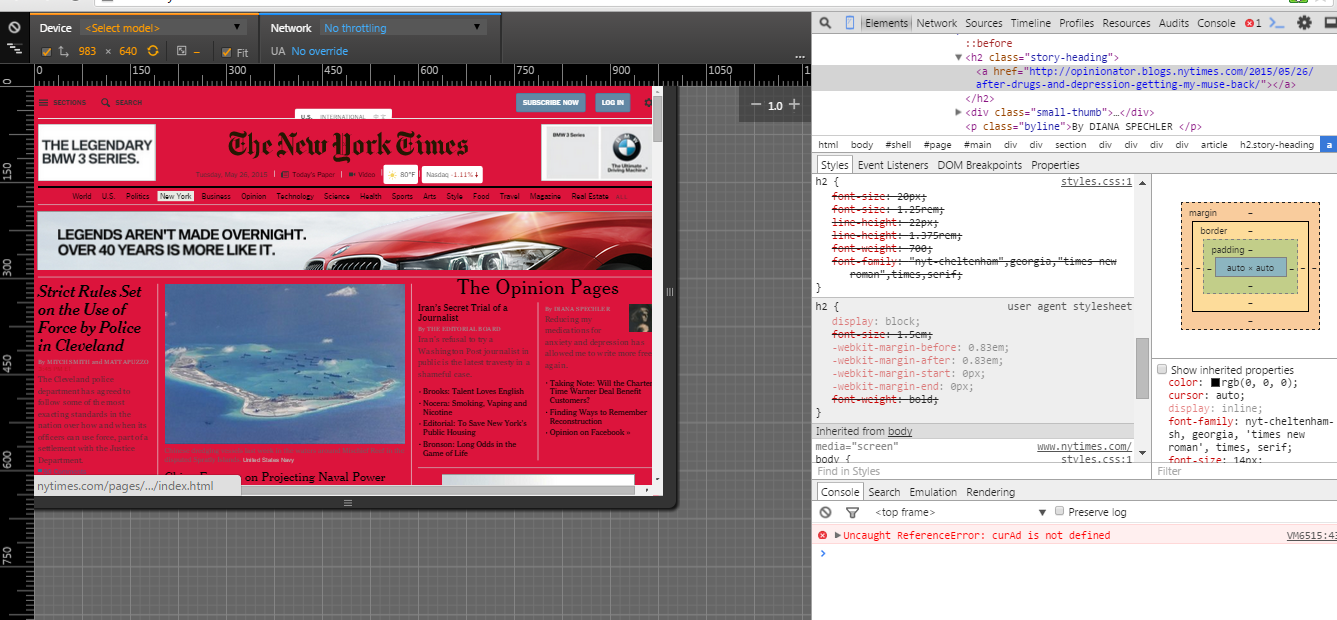 Device <Select model> ▼ Network No throttling ▼
983 × 640 Fit UA No override ...
0 150 300 450 600 750 900 1050
0
150
300
450
600
750
1.0
SECTIONS SEARCH SUBSCRIBE NOW LOG IN
U.S. INTERNATIONAL 中文
THE LEGENDARY
BMW 3 SERIES.
The New York Times
BMW 3 Series
The Ultimate
Driving Machine
Tuesday, May 26, 2015 Today's Paper Video 80°F Nasdaq -1.11%
World U.S. Politics New York Business Opinion Technology Science Health Sports Arts Style Food Travel Magazine Real Estate
LEGENDS AREN'T MADE OVERNIGHT.
OVER 40 YEARS IS MORE LIKE IT.
Strict Rules Set
on the Use of
Force by Police
in Cleveland
By MITCH SMITH and MATT APUZZO
The Cleveland police
department has agreed to
follow some of the most
exacting standards in the
nation over how and when its
officers can use force, part of a
settlement with the Justice
Department.
United States Navy
on Projecting Naval Power
The Opinion Pages
Iran's Secret Trial of a
Journalist
By THE EDITORIAL BOARD
Iran's refusal to try a
Washington Post journalist in
public is the latest travesty in a
shameful case.
• Brooks: Talent Loves English
• Nocera: Smoking, Vaping and
Nicotine
• Editorial: To Save New York's
Public Housing
• Bronson: Long Odds in the
Game of Life
By DIANA SPECHLER
Reducing my
medications for
anxiety and depression has
allowed me to write more free
again.
• Taking Note: Will the Charter
Time Warner Deal Benefit
Customers?
• Finding Ways to Remember
Reconstruction
• Opinion on Facebook »
nytimes.com/pages/.../index.html
Elements Network Sources Timeline Profiles Resources Audits Console 1
::before
▼<h2 class="story-heading">
<a href="http://opinionator.blogs.nytimes.com/2015/05/26/
after-drugs-and-depression-getting-my-muse-back/"></a>
</h2>
▶<div class="small-thumb">…</div>
<p class="byline">By DIANA SPECHLER </p>
html body #shell #page #main div div section div div div div article h2.story-heading a
Styles Event Listeners DOM Breakpoints Properties
h2 { styles.css:1
font-size: 20px;
font-size: 1.25rem;
line-height: 22px;
line-height: 1.375rem;
font-weight: 700;
font-family: "nyt-cheltenham",georgia,"times new
roman",times,serif;
}
h2 { user agent stylesheet
display: block;
font-size: 1.5em;
-webkit-margin-before: 0.83em;
-webkit-margin-after: 0.83em;
-webkit-margin-start: 0px;
-webkit-margin-end: 0px;
font-weight: bold;
}
Inherited from body
media="screen" www.nytimes.com/
body { styles.css:1
Find in Styles
margin –
border –
padding –
auto × auto
Show inherited properties
color: rgb(0, 0, 0);
cursor: auto;
display: inline;
font-family: nyt-cheltenham-
sh, georgia, 'times new
roman', times, serif;
font-size: 14px;
Filter
Console Search Emulation Rendering
<top frame> ▼ Preserve log
▶Uncaught ReferenceError: curAd is not defined VM6515:43